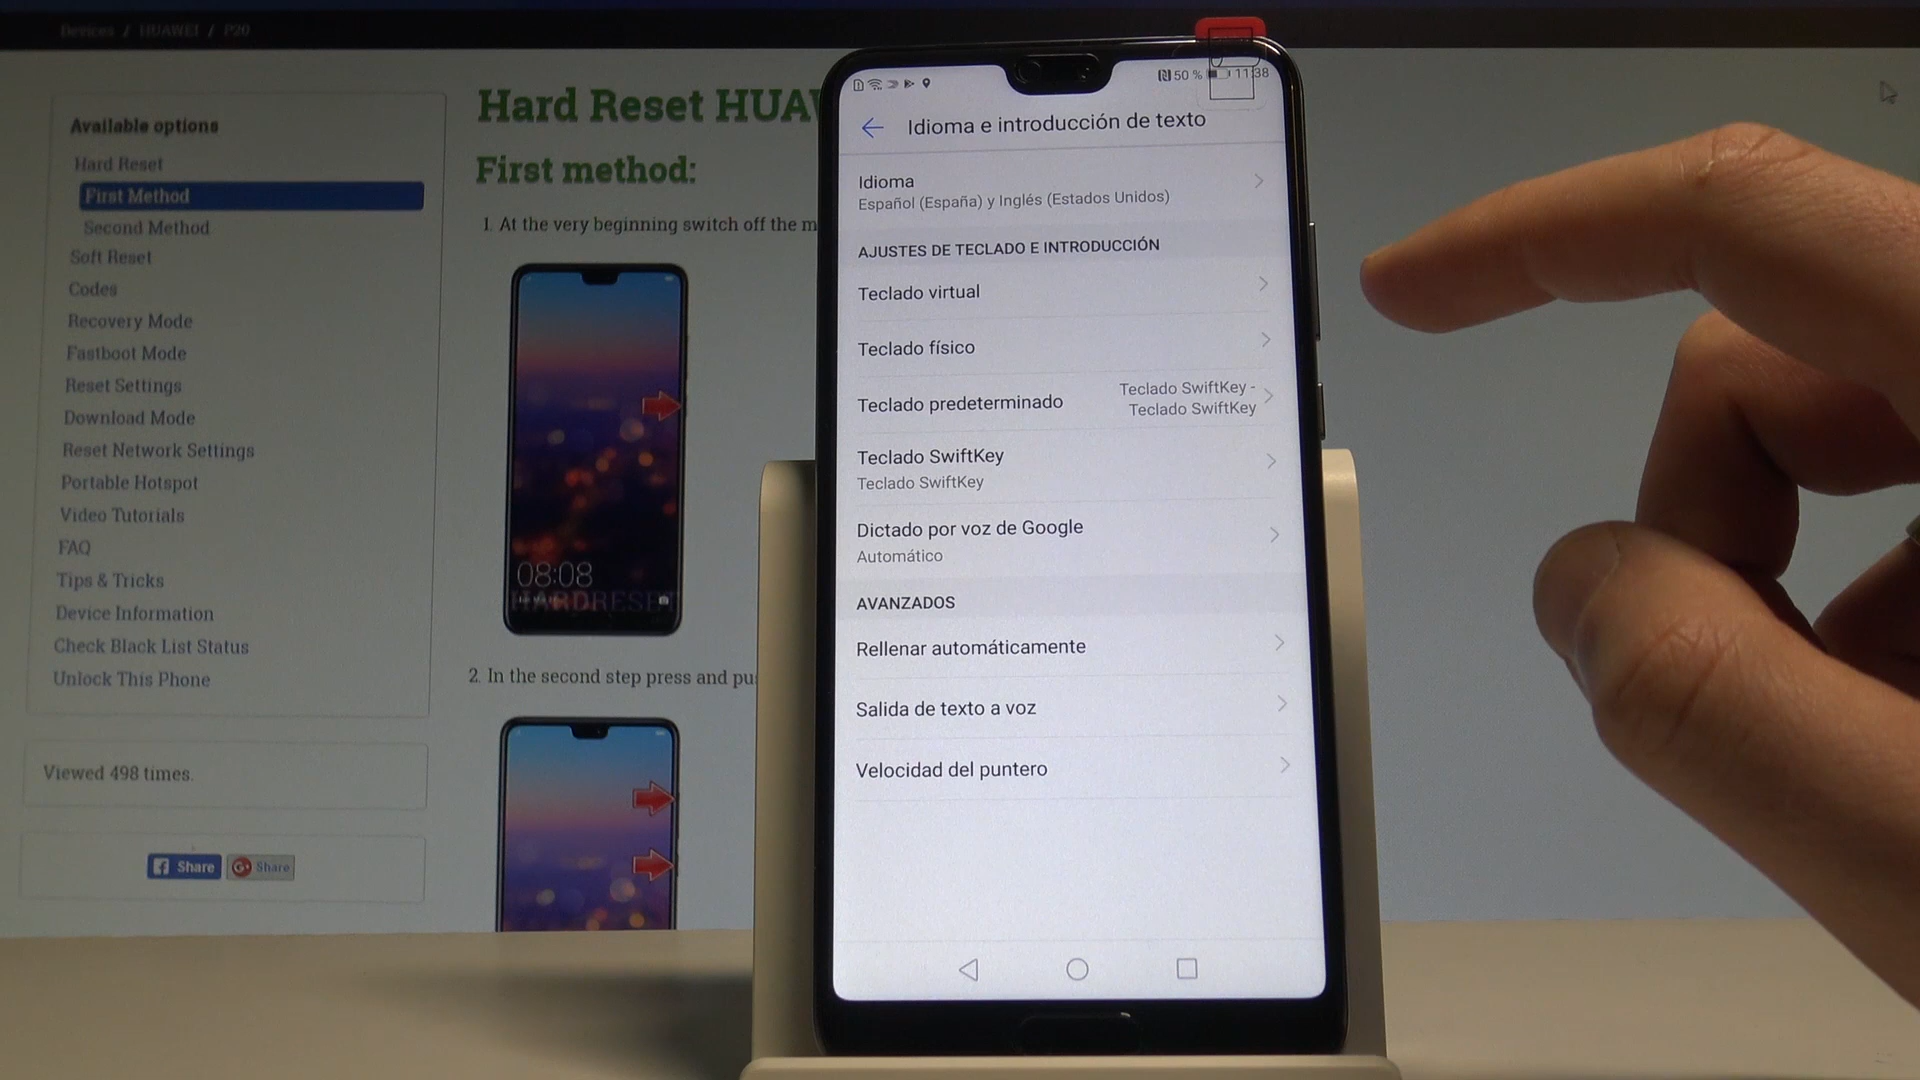 Devices / HUAWEI / P20
Available options
Hard Reset
First Method
Second Method
Soft Reset
Codes
Recovery Mode
Fastboot Mode
Reset Settings
Download Mode
Reset Network Settings
Portable Hotspot
Video Tutorials
FAQ
Tips & Tricks
Device Information
Check Black List Status
Unlock This Phone
Viewed 498 times.
Share
Share
Hard Reset HUAW
First method:
1. At the very beginning switch off the m
08:08
HARDRESET
2. In the second step press and pu
50 % 11:38
Idioma e introducción de texto
Idioma
Español (España) y Inglés (Estados Unidos)
AJUSTES DE TECLADO E INTRODUCCIÓN
Teclado virtual
Teclado físico
Teclado predeterminado
Teclado SwiftKey -
Teclado SwiftKey
Teclado SwiftKey
Teclado SwiftKey
Dictado por voz de Google
Automático
AVANZADOS
Rellenar automáticamente
Salida de texto a voz
Velocidad del puntero